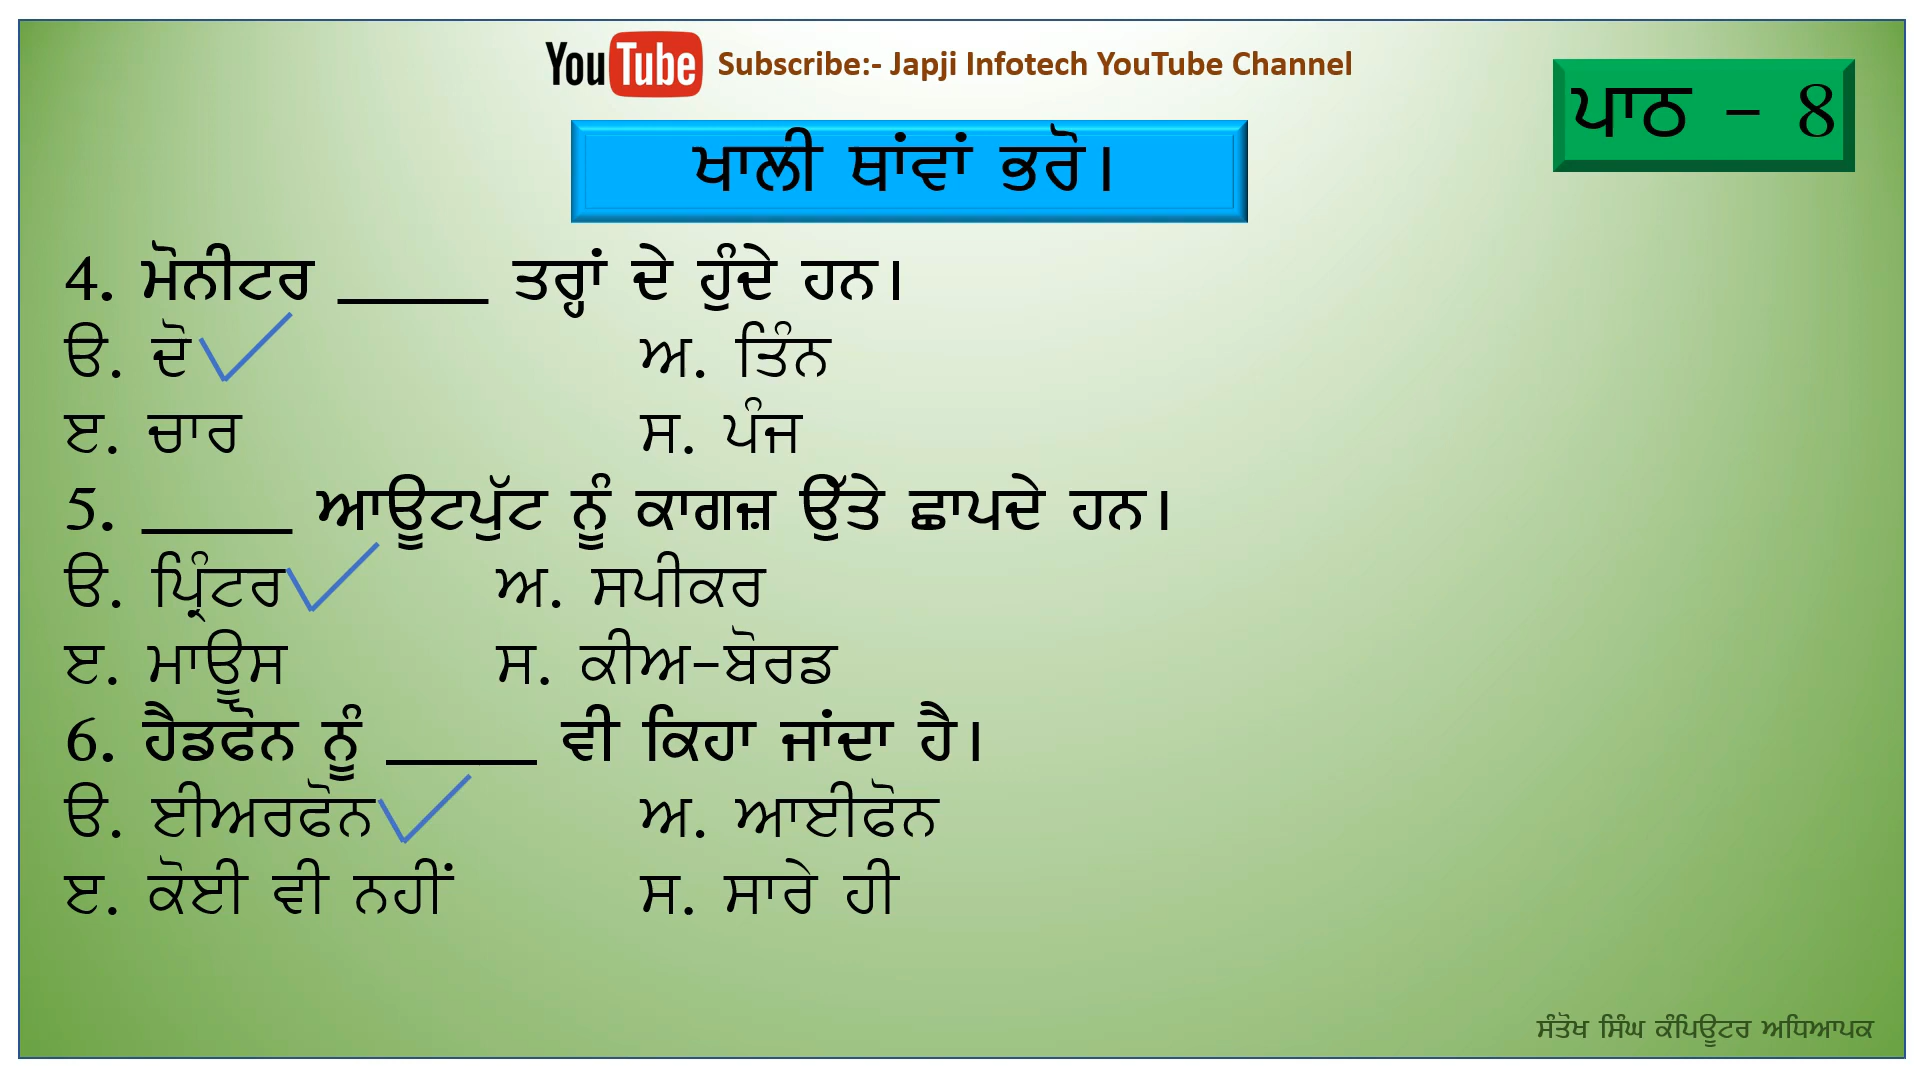 YouTube Subscribe:- Japji Infotech YouTube Channel
ਪਾਠ - 8
ਖਾਲੀ ਥਾਂਵਾਂ ਭਰੋ।
4. ਮੋਨੀਟਰ _____ ਤਰ੍ਹਾਂ ਦੇ ਹੁੰਦੇ ਹਨ।
ੳ. ਦੋ ਅ. ਤਿੰਨ
ੲ. ਚਾਰ ਸ. ਪੰਜ
5. _____ ਆਊਟਪੁੱਟ ਨੂੰ ਕਾਗਜ਼ ਉੱਤੇ ਛਾਪਦੇ ਹਨ।
ੳ. ਪ੍ਰਿੰਟਰ ਅ. ਸਪੀਕਰ
ੲ. ਮਾਊਸ ਸ. ਕੀਅ-ਬੋਰਡ
6. ਹੈਡਫੋਨ ਨੂੰ _____ ਵੀ ਕਿਹਾ ਜਾਂਦਾ ਹੈ।
ੳ. ਈਅਰਫੋਨ ਅ. ਆਈਫੋਨ
ੲ. ਕੋਈ ਵੀ ਨਹੀਂ ਸ. ਸਾਰੇ ਹੀ
ਸੰਤੋਖ ਸਿੰਘ ਕੰਪਿਊਟਰ ਅਧਿਆਪਕ